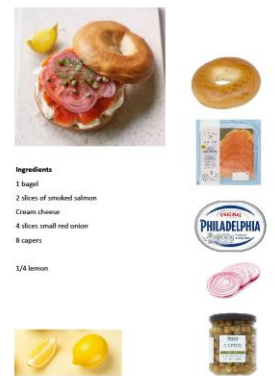 Ingredients
1 bagel
2 slices of smoked salmon
Cream cheese
4 slices small red onion
8 capers
1/4 lemon
ORIGINAL
PHILADELPHIA
CAPERS